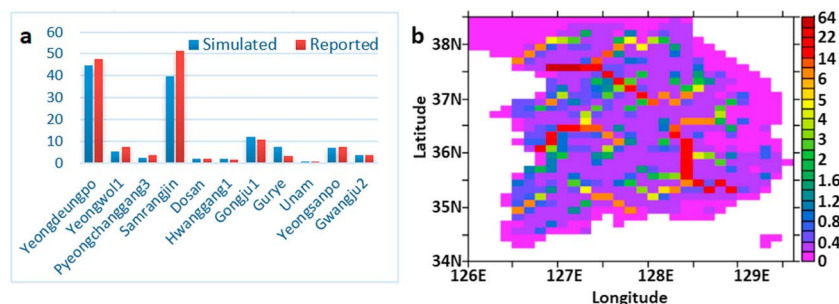 a
60
50
40
30
20
10
0
Simulated Reported
Yeongdeungpo
Yeongwol1
Pyeongchanggang3
Samrangjin
Dosan
Hwanggang1
Gongju1
Gurye
Unam
Yeongsanpo
Gwangju2
b
Latitude
38N
37N
36N
35N
34N
126E 127E 128E 129E
Longitude
64
22
14
6
5
4
3
2
1.6
1.2
0.8
0.4
0